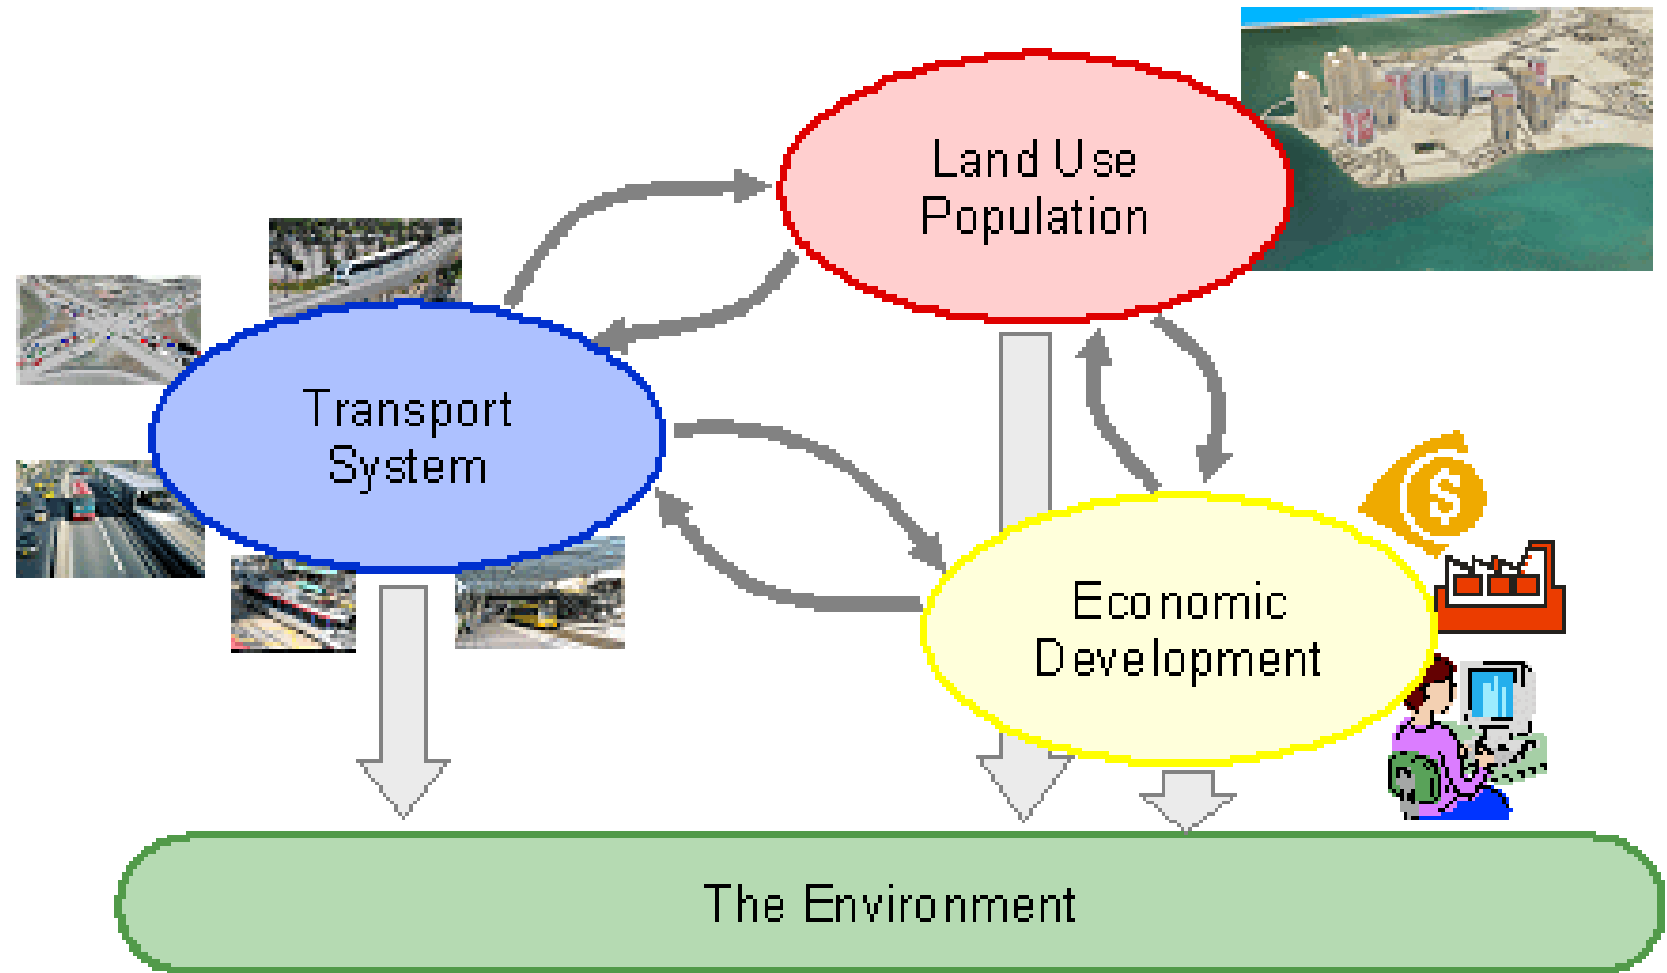 Land Use
Population
Transport
System
Economic
Development
$
The Environment